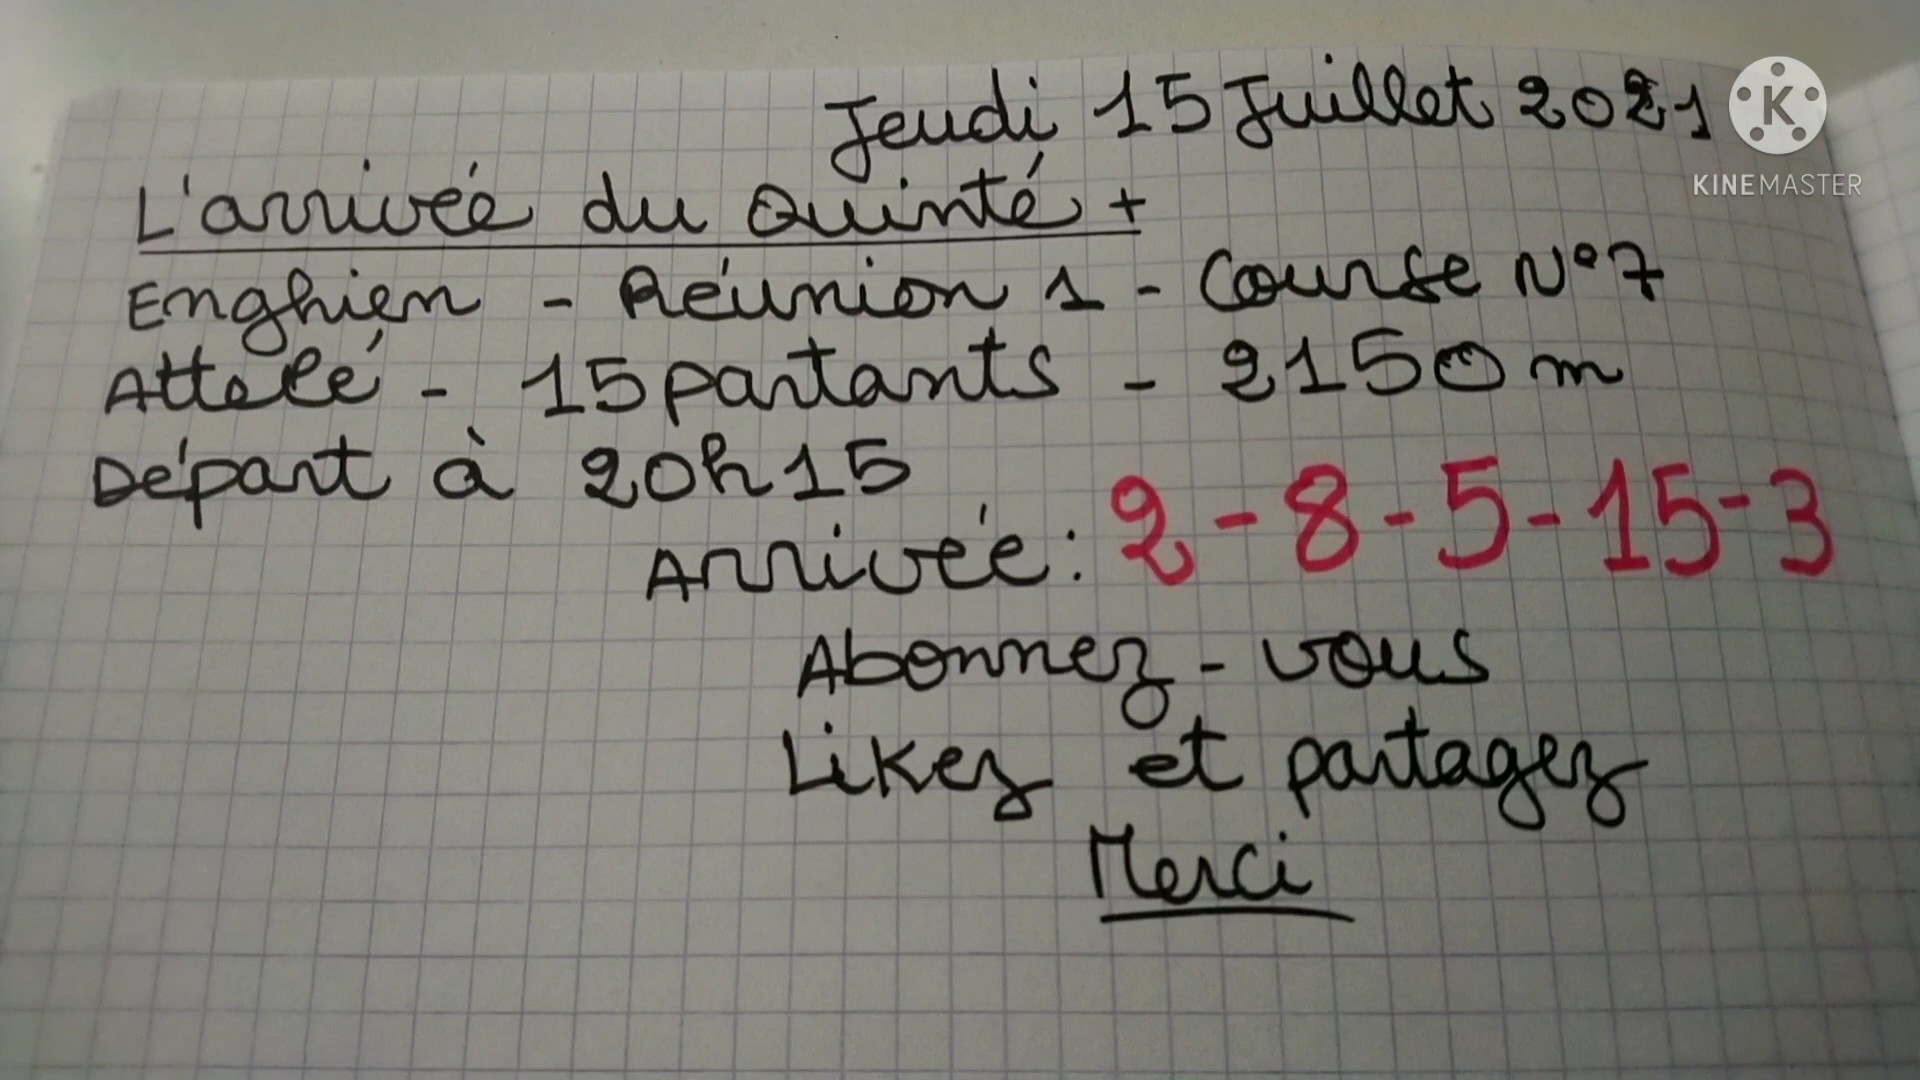 Jeudi 15 Juillet 2021
K
KINEMASTER
L'arrivée du Quinté +
Enghien - Réunion 1 - Course N°7
Attelé - 15 partants - 2150 m
Départ à 20h15
Arrivée : 2 - 8 - 5 - 15 - 3
Abonnez - vous
Likez et partagez
Merci